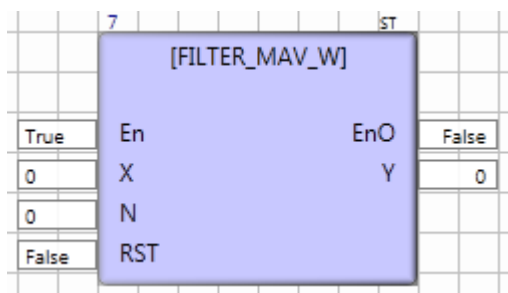 7 ST
[FILTER_MAV_W]
True En EnO False
0 X Y 0
0 N
False RST